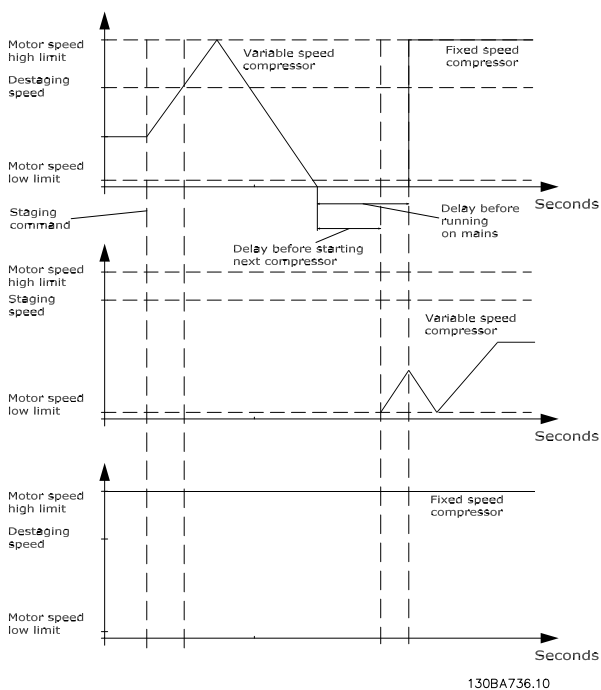 Motor speed
high limit
Variable speed
compressor
Fixed speed
compressor
Destaging
speed
Motor speed
low limit
Seconds
Staging
command
Delay before
running
on mains
Delay before starting
next compressor
Motor speed
high limit
Staging
speed
Variable speed
compressor
Motor speed
low limit
Seconds
Motor speed
high limit
Fixed speed
compressor
Destaging
speed
Motor speed
low limit
Seconds
130BA736.10